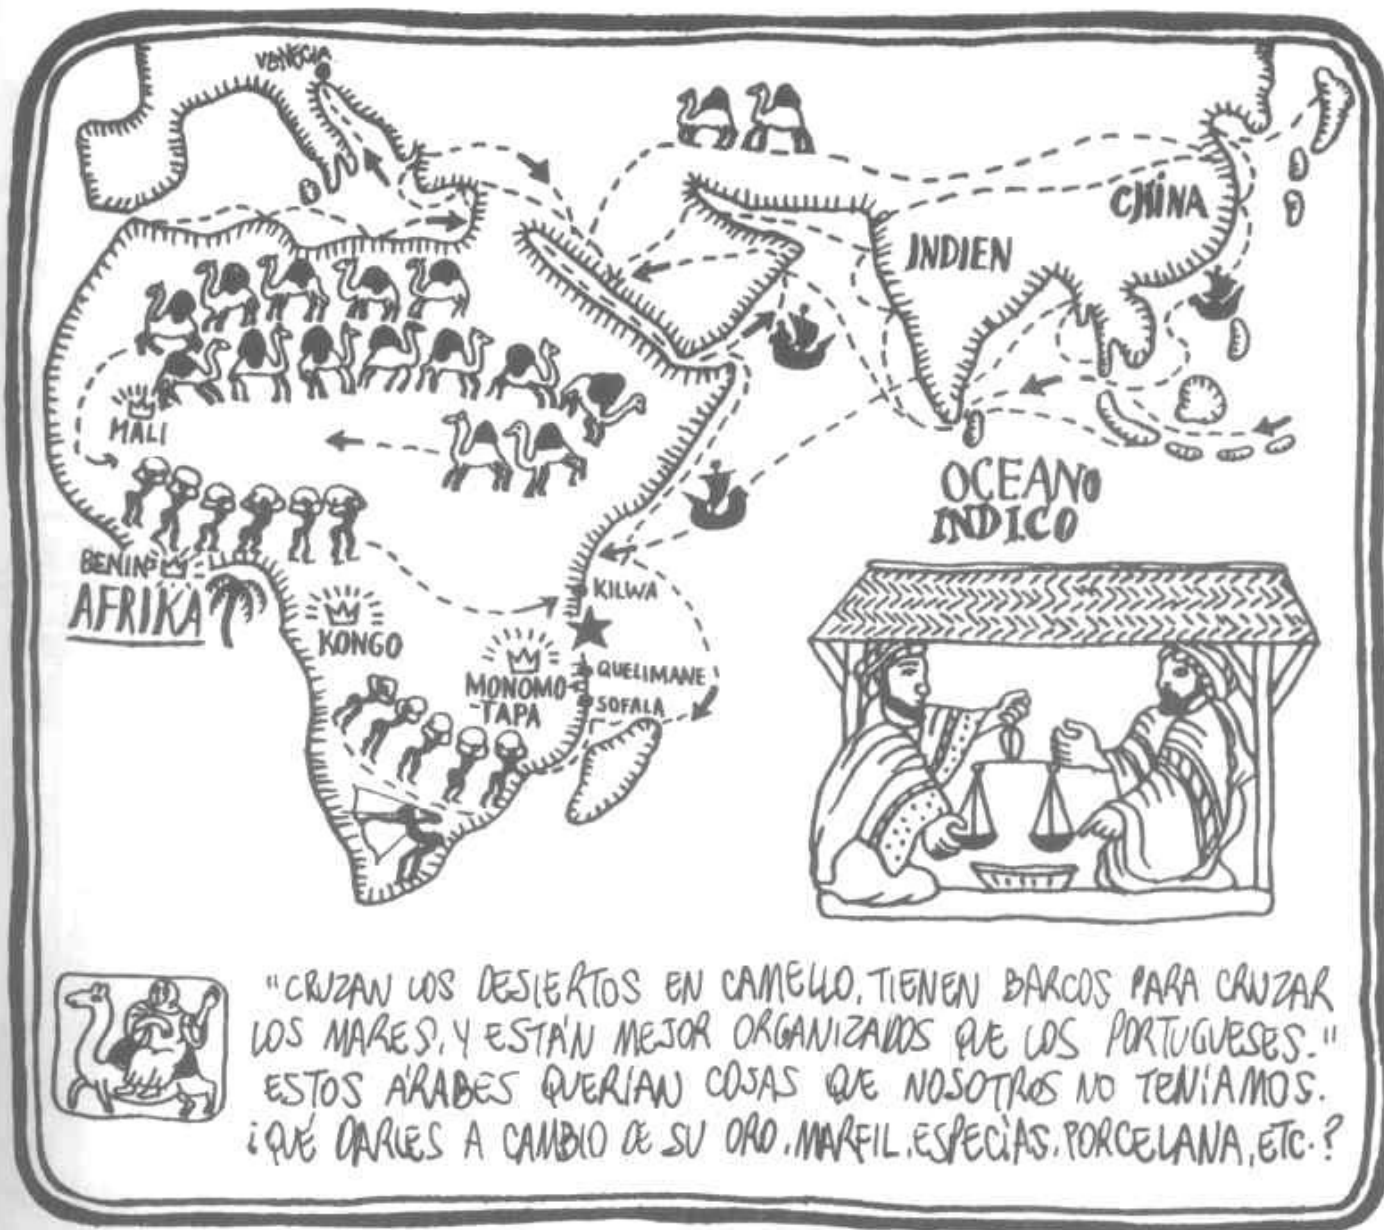 VENECIA
CHINA
INDIEN
MALI
OCEANO
INDICO
BENIN
AFRIKA
KILWA
KONGO
QUELIMANE
MONOMO-
-TAPA
SOFALA
"CRUZAN LOS DESIERTOS EN CAMELLO, TIENEN BARCOS PARA CRUZAR
LOS MARES, Y ESTÁN MEJOR ORGANIZADOS QUE LOS PORTUGUESES."
ESTOS ÁRABES QUERÍAN COSAS QUE NOSOTROS NO TENÍAMOS.
¿QUÉ DARLES A CAMBIO DE SU ORO, MARFIL, ESPECIAS, PORCELANA, ETC.?